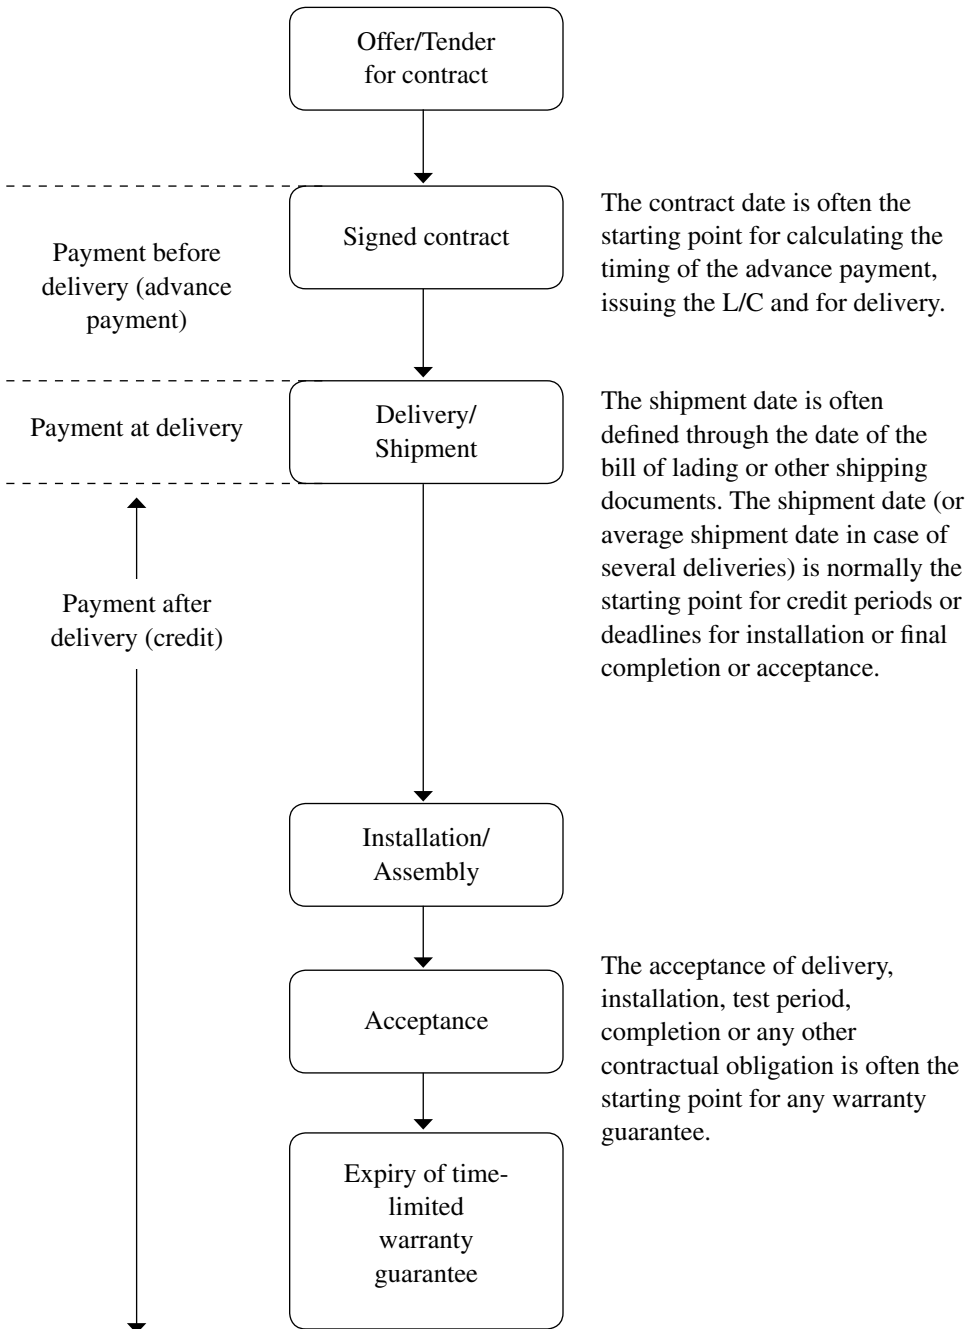 Offer/Tender
for contract
Signed contract
The contract date is often the
starting point for calculating the
timing of the advance payment,
issuing the L/C and for delivery.
Payment before
delivery (advance
payment)
Payment at delivery
Delivery/
Shipment
The shipment date is often
defined through the date of the
bill of lading or other shipping
documents. The shipment date (or
average shipment date in case of
several deliveries) is normally the
starting point for credit periods or
deadlines for installation or final
completion or acceptance.
Payment after
delivery (credit)
Installation/
Assembly
Acceptance
The acceptance of delivery,
installation, test period,
completion or any other
contractual obligation is often the
starting point for any warranty
guarantee.
Expiry of time-
limited
warranty
guarantee